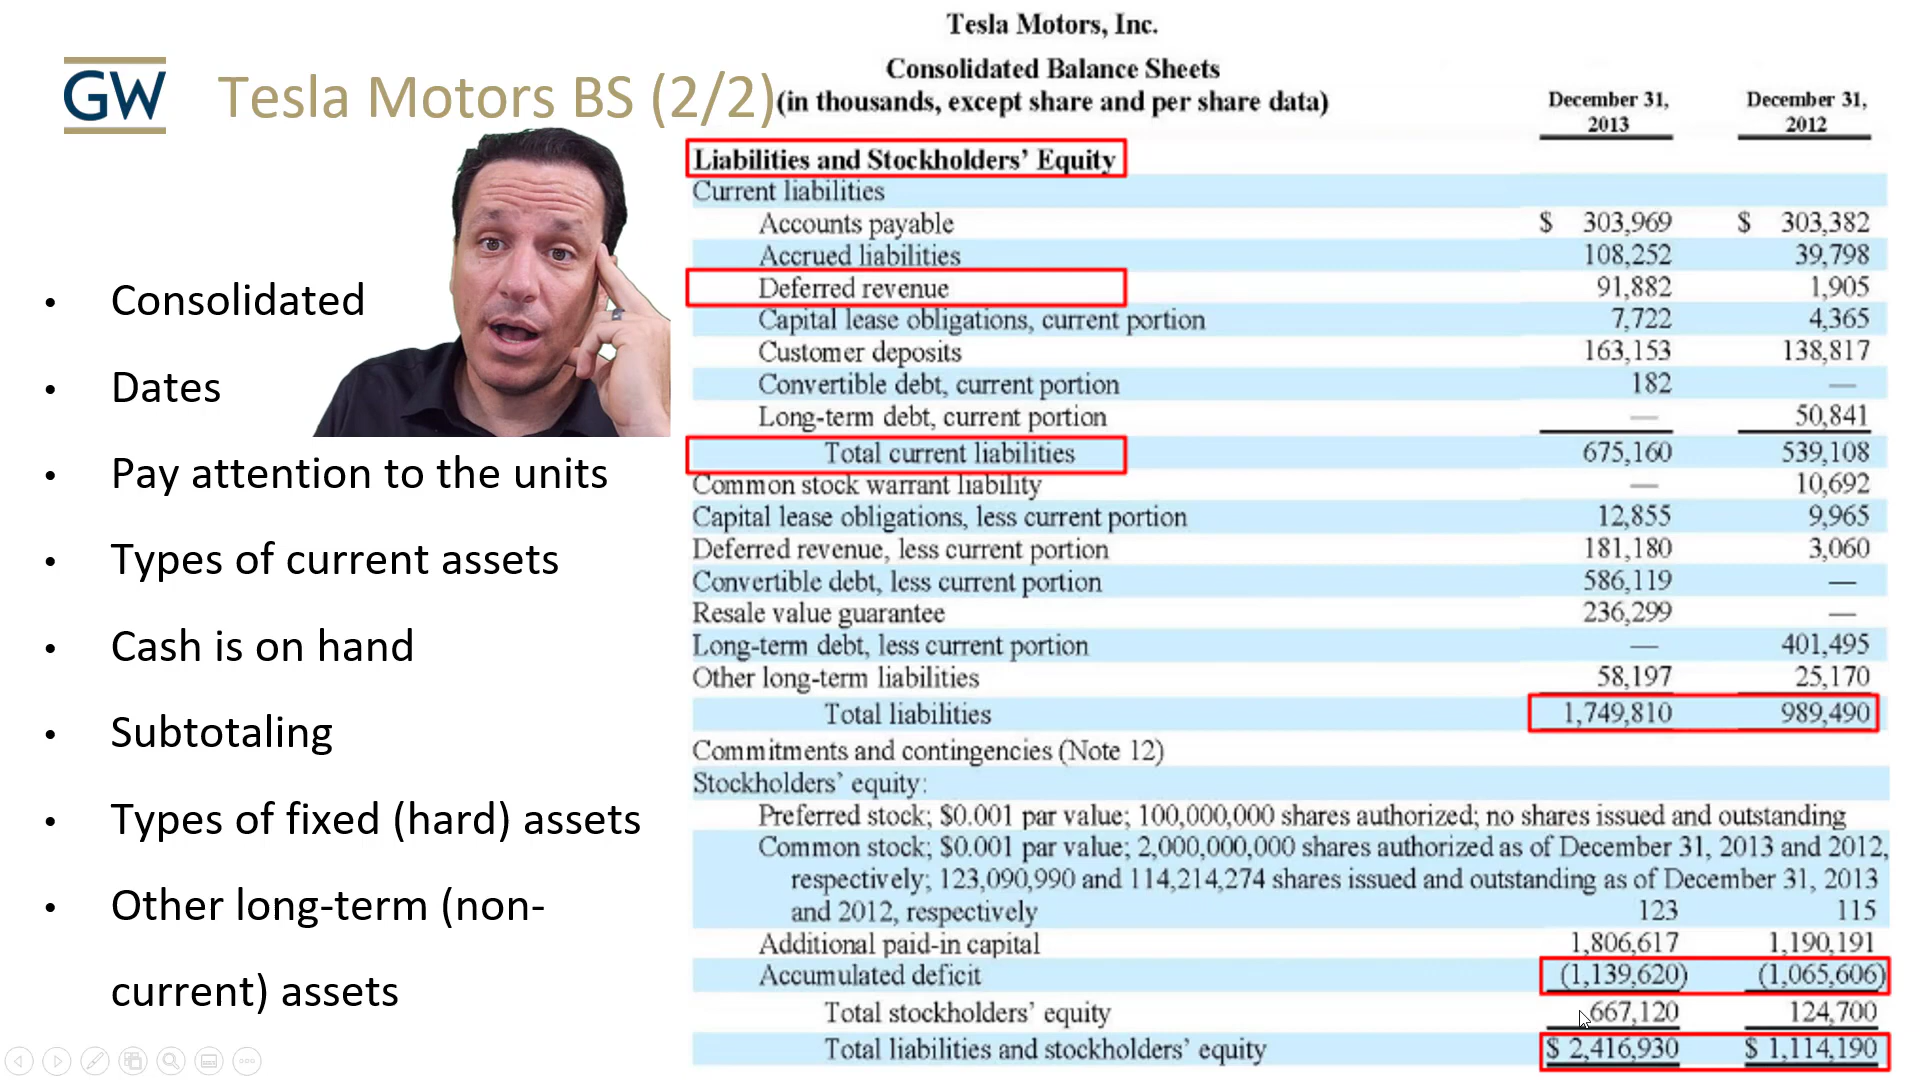 Tesla Motors, Inc.
Consolidated Balance Sheets
(in thousands, except share and per share data)
December 31, 2013
December 31, 2012
GW
Tesla Motors BS (2/2)
• Consolidated
• Dates
• Pay attention to the units
• Types of current assets
• Cash is on hand
• Subtotaling
• Types of fixed (hard) assets
• Other long-term (non-
current) assets
Liabilities and Stockholders' Equity
Current liabilities
Accounts payable $ 303,969 $ 303,382
Accrued liabilities 108,252 39,798
Deferred revenue 91,882 1,905
Capital lease obligations, current portion 7,722 4,365
Customer deposits 163,153 138,817
Convertible debt, current portion 182 —
Long-term debt, current portion — 50,841
Total current liabilities 675,160 539,108
Common stock warrant liability — 10,692
Capital lease obligations, less current portion 12,855 9,965
Deferred revenue, less current portion 181,180 3,060
Convertible debt, less current portion 586,119 —
Resale value guarantee 236,299 —
Long-term debt, less current portion — 401,495
Other long-term liabilities 58,197 25,170
Total liabilities 1,749,810 989,490
Commitments and contingencies (Note 12)
Stockholders' equity:
Preferred stock; $0.001 par value; 100,000,000 shares authorized; no shares issued and outstanding
Common stock; $0.001 par value; 2,000,000,000 shares authorized as of December 31, 2013 and 2012,
respectively; 123,090,990 and 114,214,274 shares issued and outstanding as of December 31, 2013
and 2012, respectively 123 115
Additional paid-in capital 1,806,617 1,190,191
Accumulated deficit (1,139,620) (1,065,606)
Total stockholders' equity 667,120 124,700
Total liabilities and stockholders' equity $ 2,416,930 $ 1,114,190